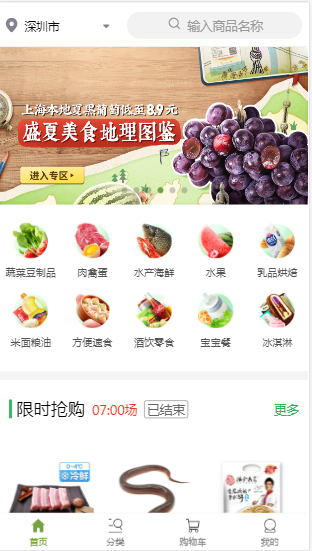 深圳市
输入商品名称
上海本地夏黑葡萄低至8.9元
盛夏美食地理图鉴
进入专区
蔬菜豆制品 肉禽蛋 水产海鲜 水果 乳品烘焙
米面粮油 方便速食 酒饮零食 宝宝餐 冰淇淋
限时抢购 07:00场 已结束 更多
0-4℃
冷鲜
首页 分类 购物车 我的